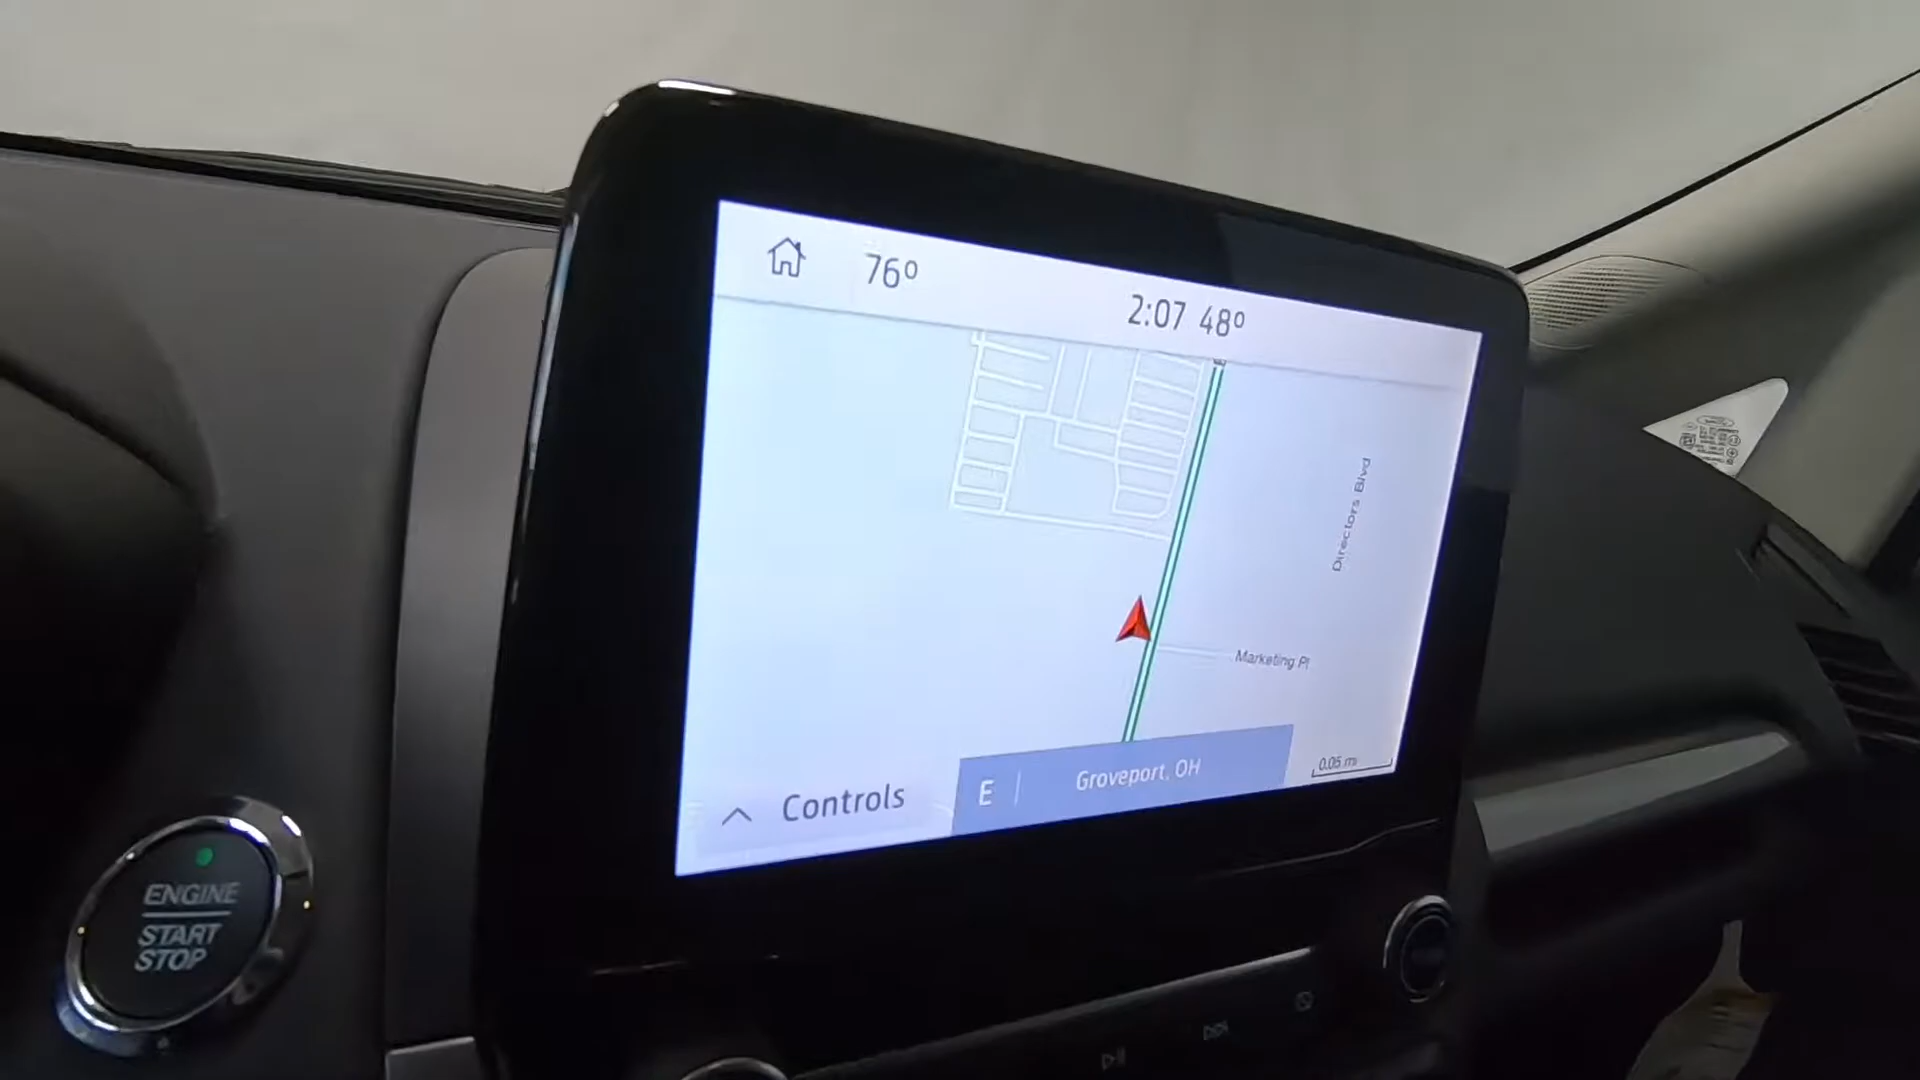 76°
2:07 48°
Directors Blvd
Marketing Pl
0.05 mi
Controls
E
Groveport, OH
ENGINE
START
STOP